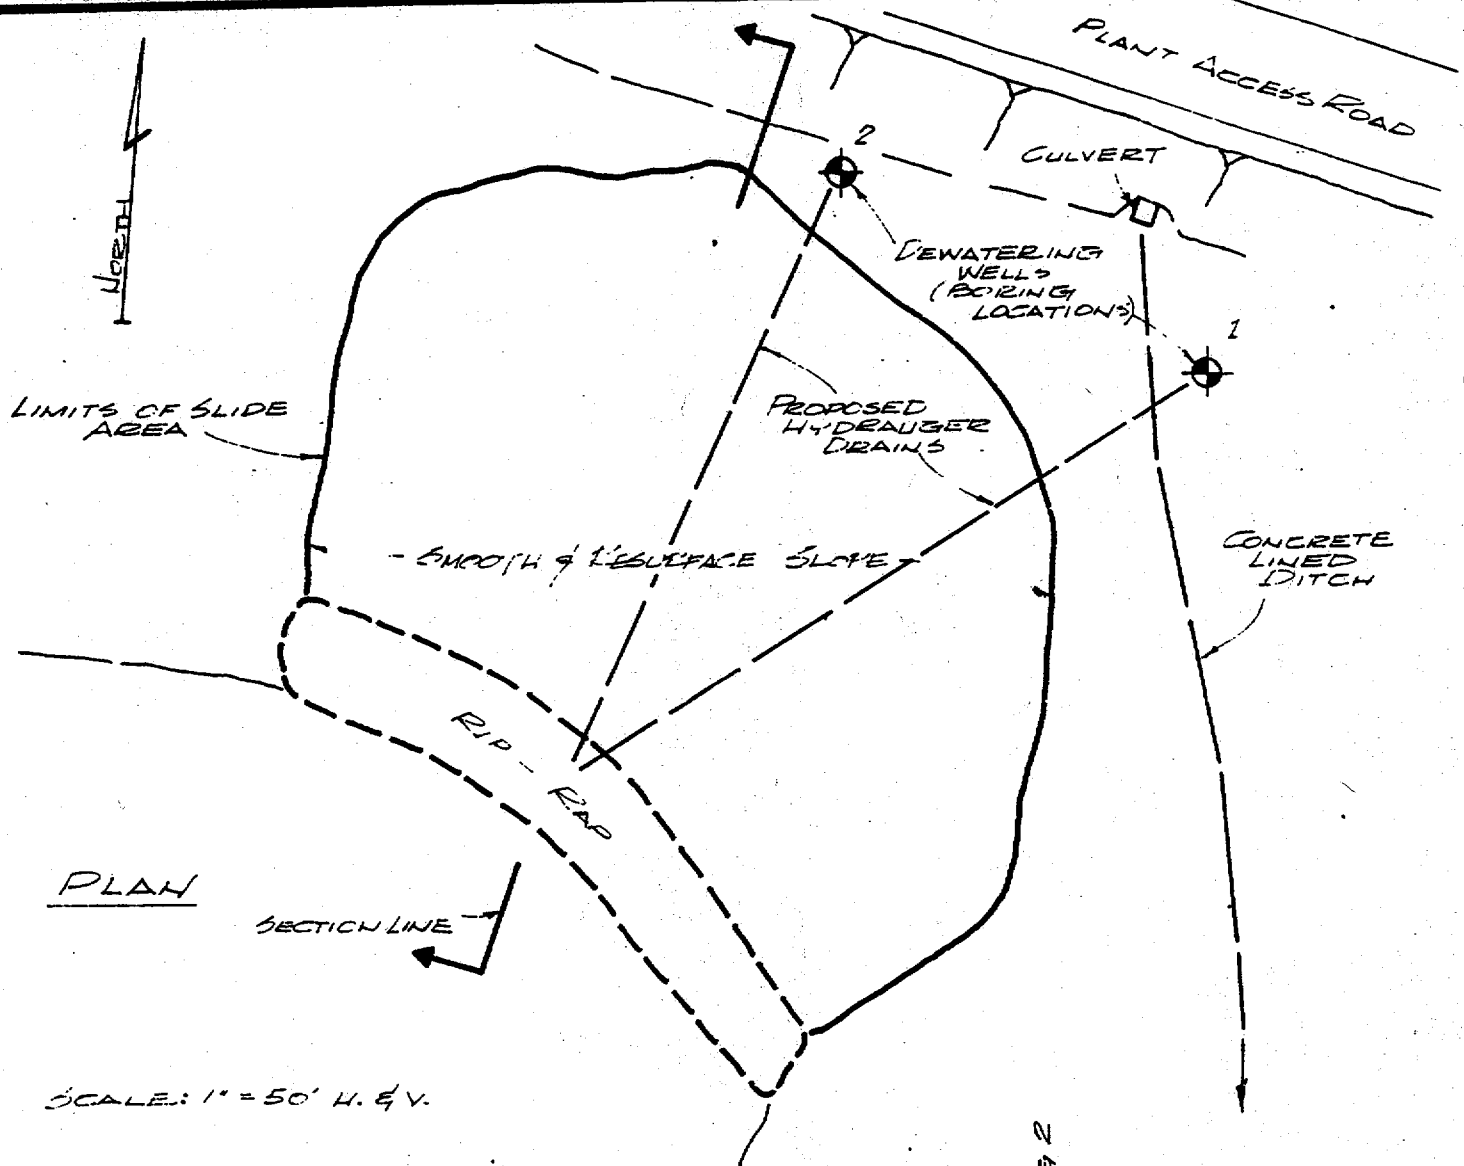 PLANT ACCESS ROAD
2
CULVERT
NORTH
DEWATERING
WELLS
(BORING
LOCATIONS)
1
LIMITS OF SLIDE
AREA
PROPOSED
HYDRAUGER
DRAINS
- SMOOTH & RESURFACE SLOPE -
CONCRETE
LINED
DITCH
RIP-RAP
PLAN
SECTION LINE
SCALE: 1" = 50' H. & V.
& 2